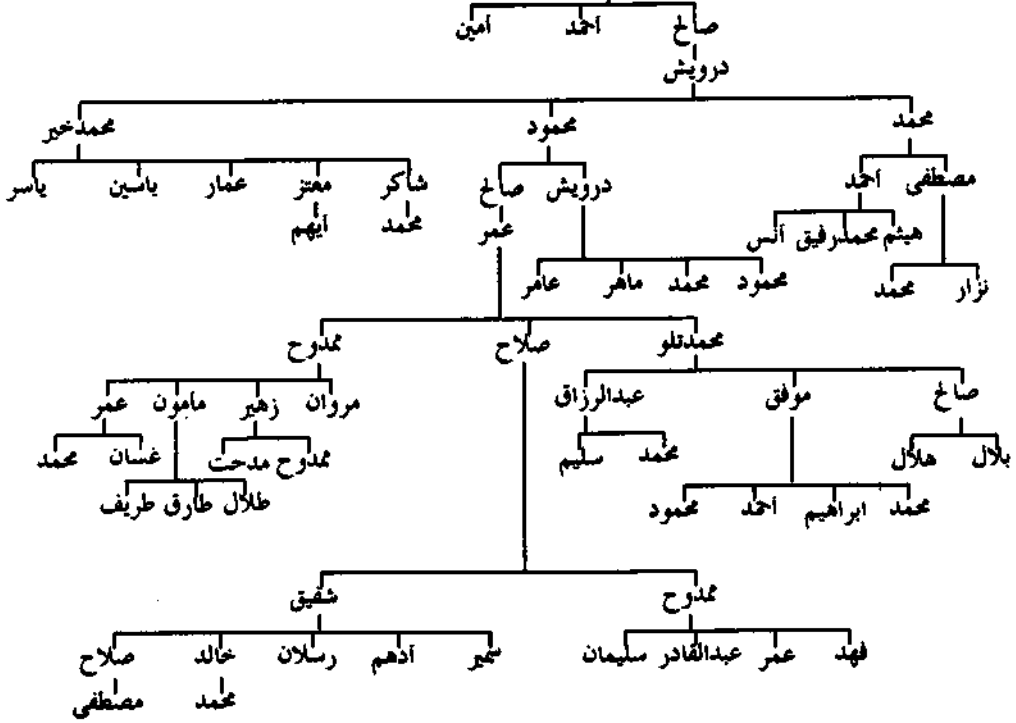 صالح أحمد أمين
درويش
محمد محمود محمدخير
مصطفى أحمد درويش صالح شاكر معتز عمار ياسين ياسر
هيثم محمدرفيق أنس عمر محمد أيهم
نزار محمد محمود محمد ماهر عامر
محمدتلو صلاح ممدوح
صالح موفق عبدالرزاق مروان زهير مامون عمر
بلال هلال محمد سليم ممدوح مدحت غسان محمد
محمد ابراهيم أحمد محمود طلال طارق طريف
ممدوح شفيق
فهد عمر عبدالقادر سليمان سمير أدهم رسلان خالد صلاح
محمد مصطفى